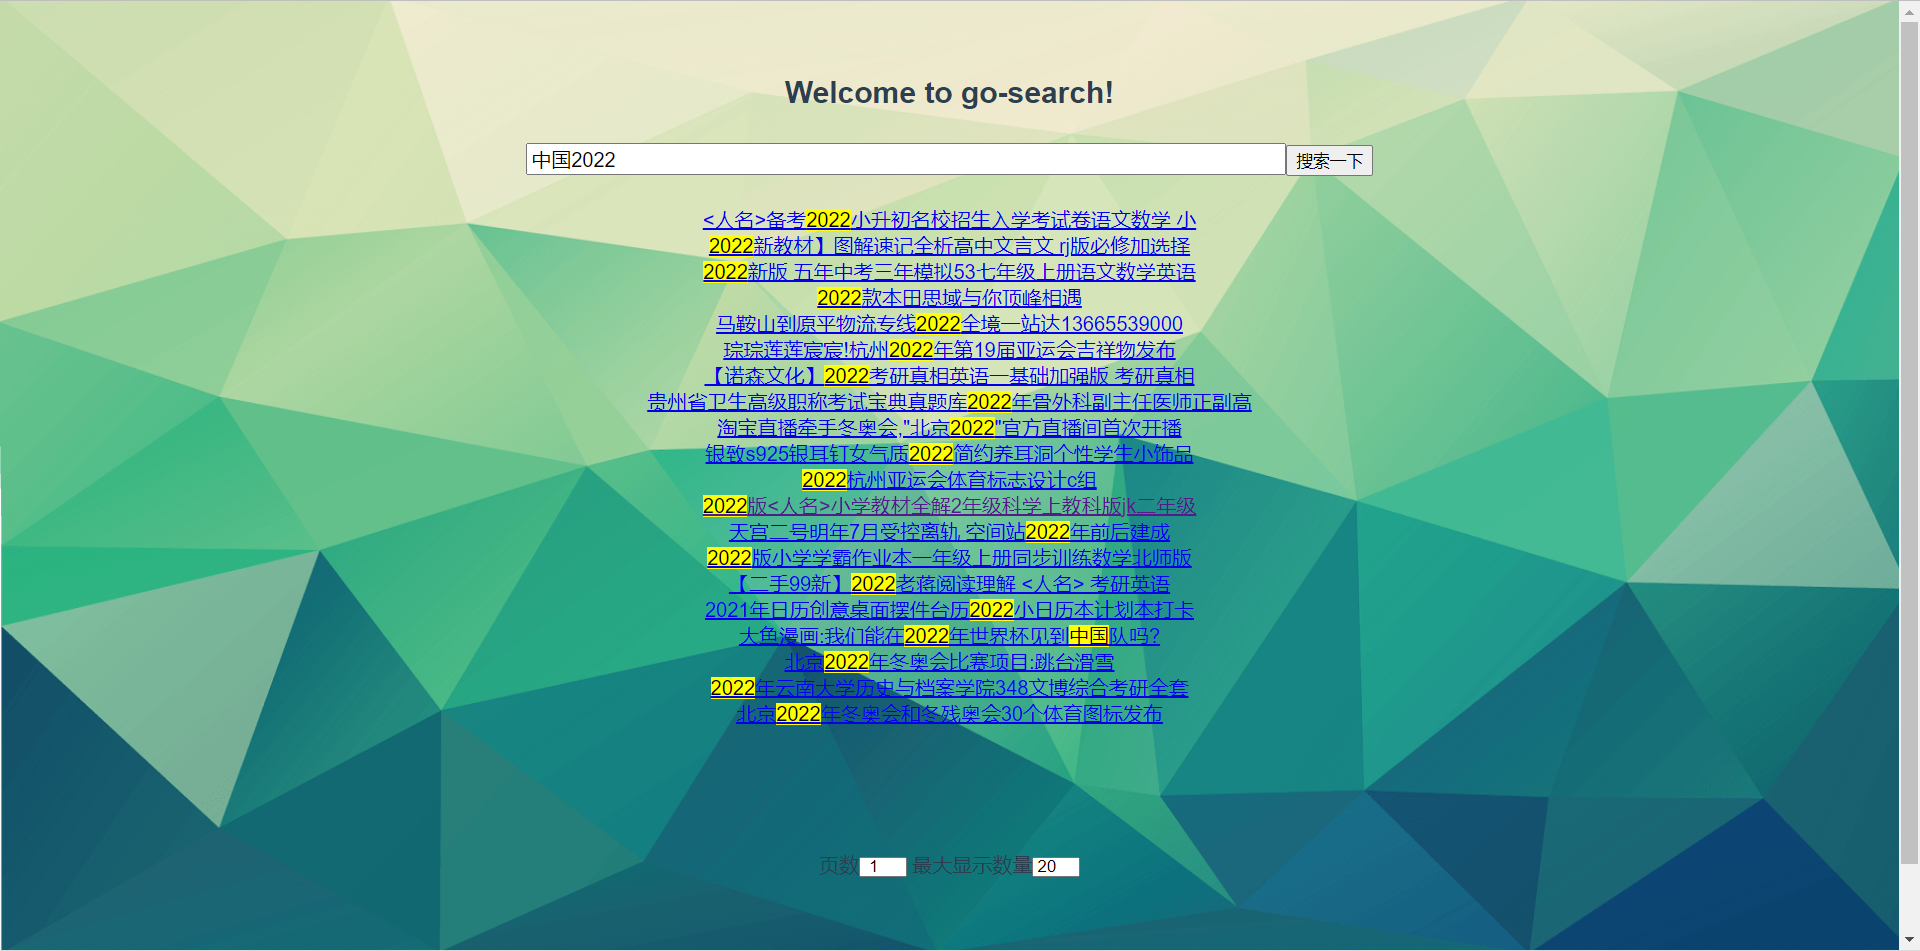 Welcome to go-search!
中国2022 搜索一下
<人名>备考2022小升初名校招生入学考试卷语文数学 小
2022新教材】图解速记全析高中文言文 rj版必修加选择
2022新版 五年中考三年模拟53七年级上册语文数学英语
2022款本田思域与你顶峰相遇
马鞍山到原平物流专线2022全境一站达13665539000
琮琮莲莲宸宸!杭州2022年第19届亚运会吉祥物发布
【诺森文化】2022考研真相英语一基础加强版 考研真相
贵州省卫生高级职称考试宝典真题库2022年骨外科副主任医师正副高
淘宝直播牵手冬奥会,"北京2022"官方直播间首次开播
银致s925银耳钉女气质2022简约养耳洞个性学生小饰品
2022杭州亚运会体育标志设计c组
2022版<人名>小学教材全解2年级科学上教科版jk二年级
天宫二号明年7月受控离轨 空间站2022年前后建成
2022版小学学霸作业本一年级上册同步训练数学北师版
【二手99新】2022老蒋阅读理解 <人名> 考研英语
2021年日历创意桌面摆件台历2022小日历本计划本打卡
大鱼漫画:我们能在2022年世界杯见到中国队吗?
北京2022年冬奥会比赛项目:跳台滑雪
2022年云南大学历史与档案学院348文博综合考研全套
北京2022年冬奥会和冬残奥会30个体育图标发布
页数 1 最大显示数量 20